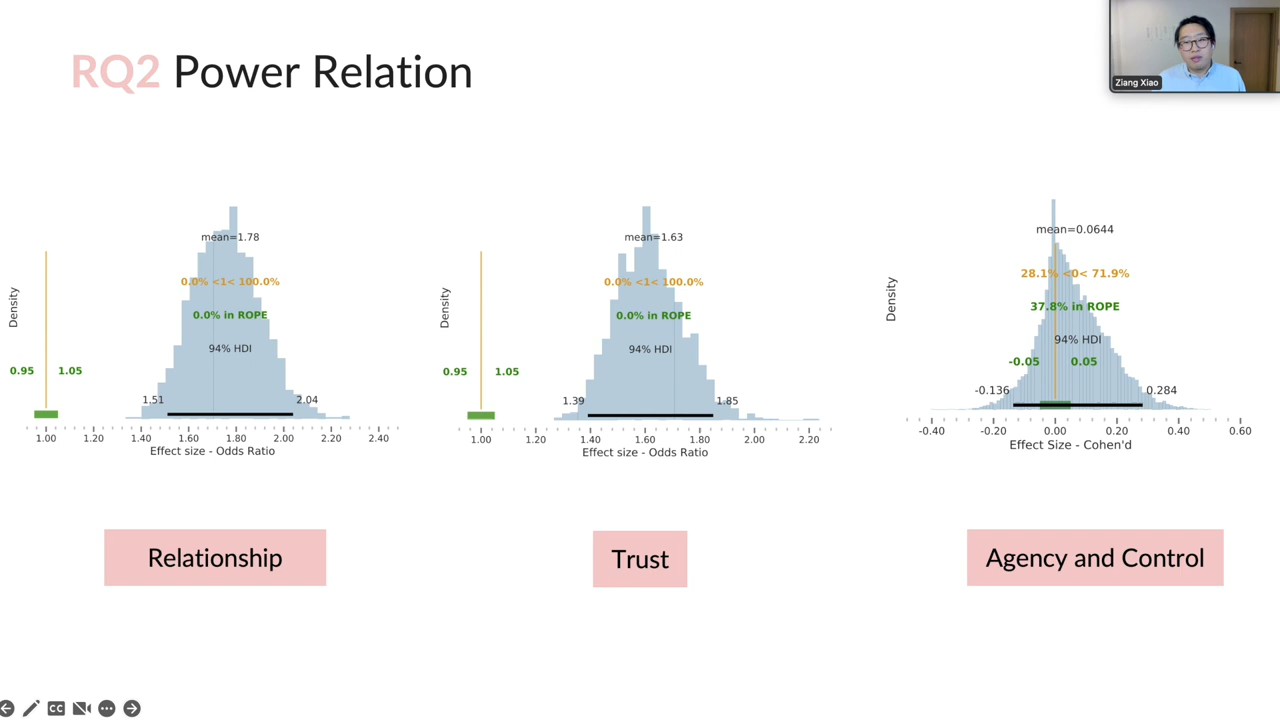 RQ2 Power Relation
Ziang Xiao
Density
mean=1.78
0.0% <1< 100.0%
0.0% in ROPE
94% HDI
0.95
1.05
1.51
2.04
1.00 1.20 1.40 1.60 1.80 2.00 2.20 2.40
Effect size - Odds Ratio
Density
mean=1.63
0.0% <1< 100.0%
0.0% in ROPE
94% HDI
0.95
1.05
1.39
1.85
1.00 1.20 1.40 1.60 1.80 2.00 2.20
Effect size - Odds Ratio
Density
mean=0.0644
28.1% <0< 71.9%
37.8% in ROPE
94% HDI
-0.05
0.05
-0.136
0.284
-0.40 -0.20 0.00 0.20 0.40 0.60
Effect Size - Cohen'd
Relationship
Trust
Agency and Control
CC